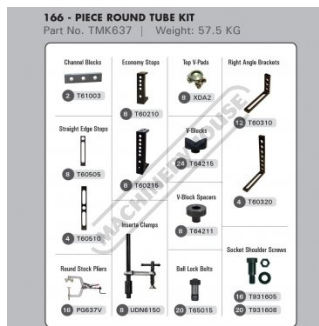 166 - PIECE ROUND TUBE KIT
Part No. TMK637 | Weight: 57.5 KG
Channel Blocks
2 T61003
Economy Stops
8 T60210
8 T60215
Top V-Pads
8 XDA2
Right Angle Brackets
12 T60310
4 T60320
Straight Edge Stops
8 T60505
4 T60510
V-Blocks
24 T64215
V-Block Spacers
8 T64211
Inserta Clamps
8 UDN6150
Round Stock Pliers
16 PG637V
Ball Lock Bolts
20 T65015
Socket Shoulder Screws
16 T931605
20 T931608
MACHINERYHOUSE